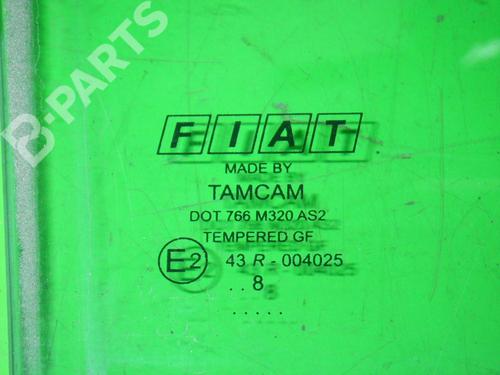 B-PARTS
FIAT
MADE BY
TAMCAM
DOT 766 M320 AS2
TEMPERED GF
E2 43 R - 004025
. . 8
. . . . .